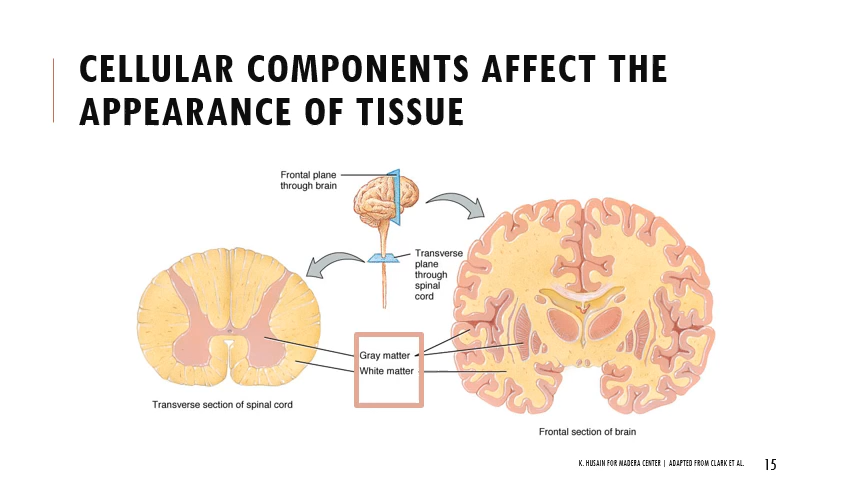 CELLULAR COMPONENTS AFFECT THE
APPEARANCE OF TISSUE
Frontal plane
through brain
Transverse
plane
through
spinal
cord
Gray matter
White matter
Transverse section of spinal cord
Frontal section of brain
K. HUSAIN FOR MADERA CENTER | ADAPTED FROM CLARK ET AL.
15